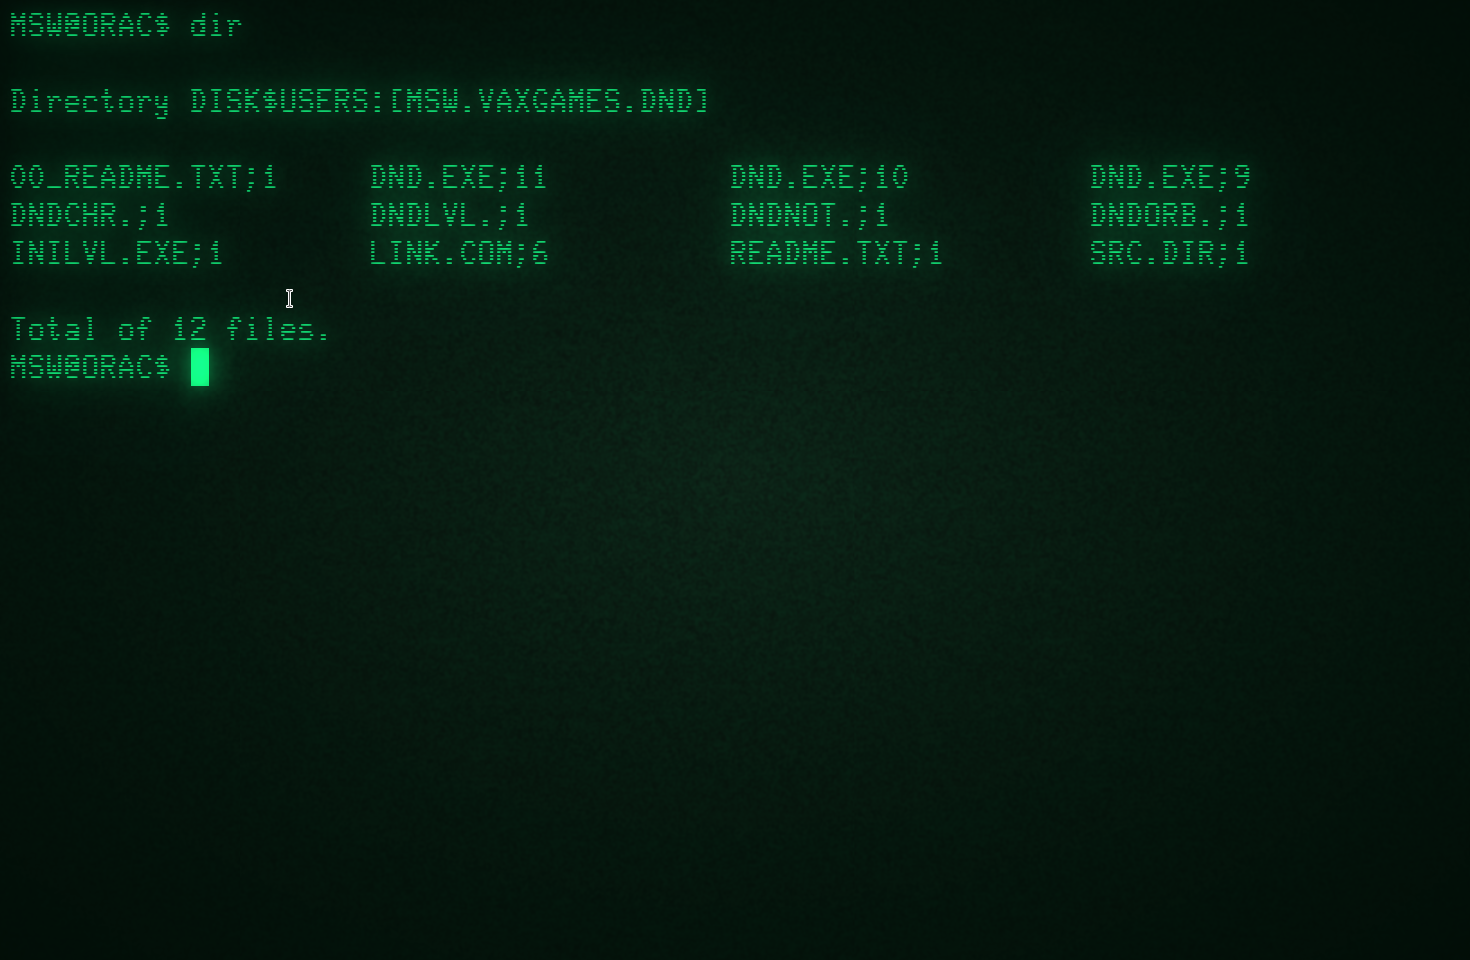 MSW@ORAC$ dir
Directory DISK$USERS:[MSW.VAXGAMES.DND]
00_README.TXT;1 DND.EXE;11 DND.EXE;10 DND.EXE;9
DNDCHR.;1 DNDLVL.;1 DNDNOT.;1 DNDORB.;1
INILVL.EXE;1 LINK.COM;6 README.TXT;1 SRC.DIR;1
Total of 12 files.
MSW@ORAC$